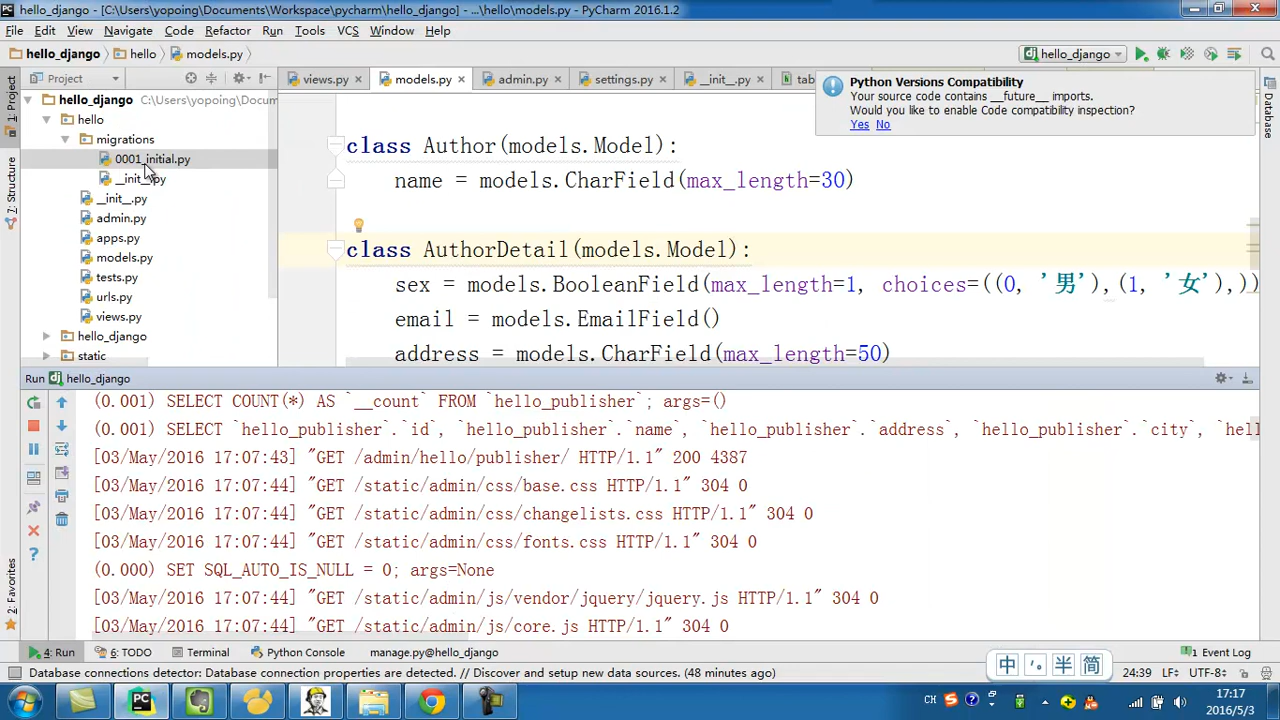 hello_django - [C:\Users\yopoing\Documents\Workspace\pycharm\hello_django] - ...\hello\models.py - PyCharm 2016.1.2
File Edit View Navigate Code Refactor Run Tools VCS Window Help
hello_django hello models.py hello_django
Project views.py models.py admin.py settings.py __init__.py tab
Python Versions Compatibility
Your source code contains __future__ imports.
Would you like to enable Code compatibility inspection?
Yes No
1: Project
7: Structure
2: Favorites
Database
hello_django C:\Users\yopoing\Docum
hello
migrations
0001_initial.py
__init__.py
__init__.py
admin.py
apps.py
models.py
tests.py
urls.py
views.py
hello_django
static
class Author(models.Model):
name = models.CharField(max_length=30)
class AuthorDetail(models.Model):
sex = models.BooleanField(max_length=1, choices=((0, '男'),(1, '女'),))
email = models.EmailField()
address = models.CharField(max_length=50)
Run hello_django
(0.001) SELECT COUNT(*) AS `__count` FROM `hello_publisher`; args=()
(0.001) SELECT `hello_publisher`.`id`, `hello_publisher`.`name`, `hello_publisher`.`address`, `hello_publisher`.`city`, `hell
[03/May/2016 17:07:43] "GET /admin/hello/publisher/ HTTP/1.1" 200 4387
[03/May/2016 17:07:44] "GET /static/admin/css/base.css HTTP/1.1" 304 0
[03/May/2016 17:07:44] "GET /static/admin/css/changelists.css HTTP/1.1" 304 0
[03/May/2016 17:07:44] "GET /static/admin/css/fonts.css HTTP/1.1" 304 0
(0.000) SET SQL_AUTO_IS_NULL = 0; args=None
[03/May/2016 17:07:44] "GET /static/admin/js/vendor/jquery/jquery.js HTTP/1.1" 304 0
[03/May/2016 17:07:44] "GET /static/admin/js/core.js HTTP/1.1" 304 0
4: Run 6: TODO Terminal Python Console manage.py@hello_django 1 Event Log
中 ', 半 简
Database connections detector: Database connection properties are detected. // Discover and setup new data sources. (48 minutes ago) 24:39 LF÷ UTF-8÷
PC CH 17:17
2016/5/3